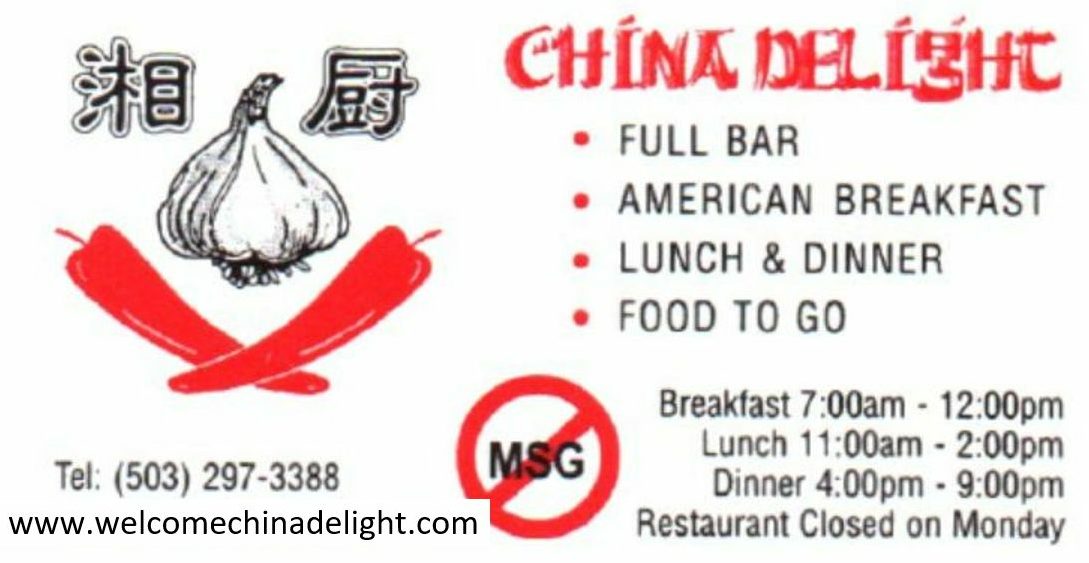 湘厨
CHINA DELIGHT
• FULL BAR
• AMERICAN BREAKFAST
• LUNCH & DINNER
• FOOD TO GO
MSG
Breakfast 7:00am - 12:00pm
Lunch 11:00am - 2:00pm
Dinner 4:00pm - 9:00pm
Restaurant Closed on Monday
Tel: (503) 297-3388
www.welcomechinadelight.com